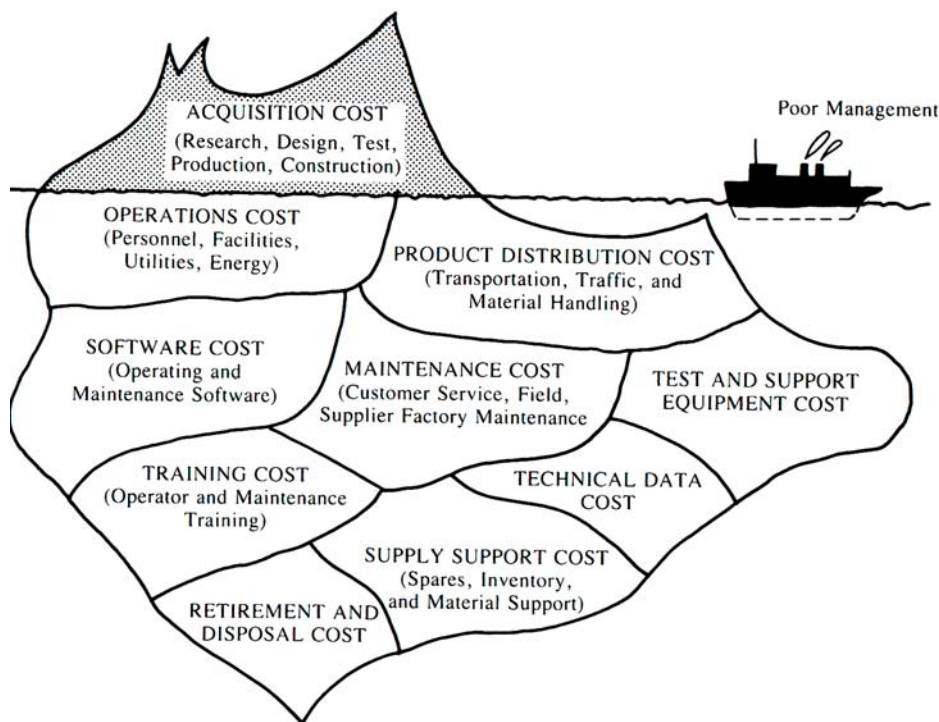 ACQUISITION COST
(Research, Design, Test,
Production, Construction)
Poor Management
OPERATIONS COST
(Personnel, Facilities,
Utilities, Energy)
PRODUCT DISTRIBUTION COST
(Transportation, Traffic, and
Material Handling)
SOFTWARE COST
(Operating and
Maintenance Software)
MAINTENANCE COST
(Customer Service, Field,
Supplier Factory Maintenance
TEST AND SUPPORT
EQUIPMENT COST
TRAINING COST
(Operator and Maintenance
Training)
TECHNICAL DATA
COST
SUPPLY SUPPORT COST
(Spares, Inventory,
and Material Support)
RETIREMENT AND
DISPOSAL COST